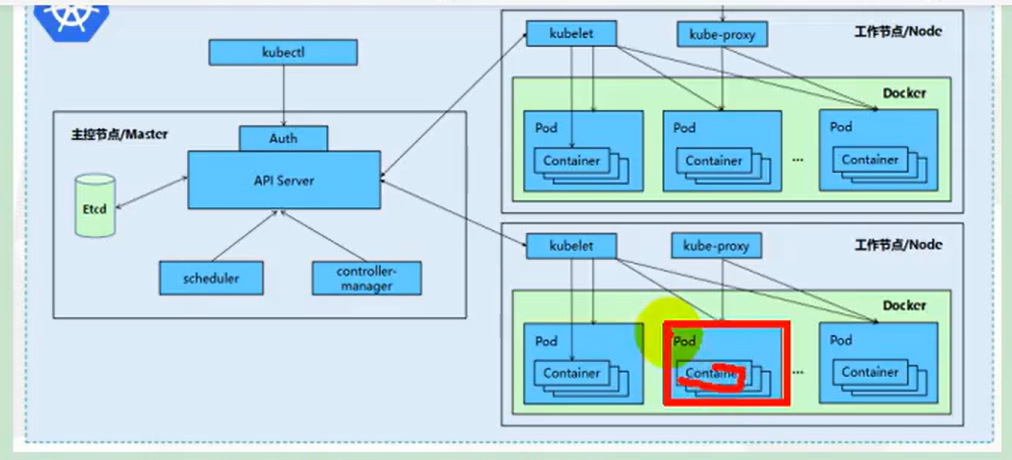 kubectl
主控节点/Master
Auth
API Server
Etcd
scheduler
controller-
manager
kubelet
kube-proxy
工作节点/Node
Docker
Pod
Container
Pod
Container
...
Pod
Container
kubelet
kube-proxy
工作节点/Node
Docker
Pod
Container
Pod
Container
...
Pod
Container